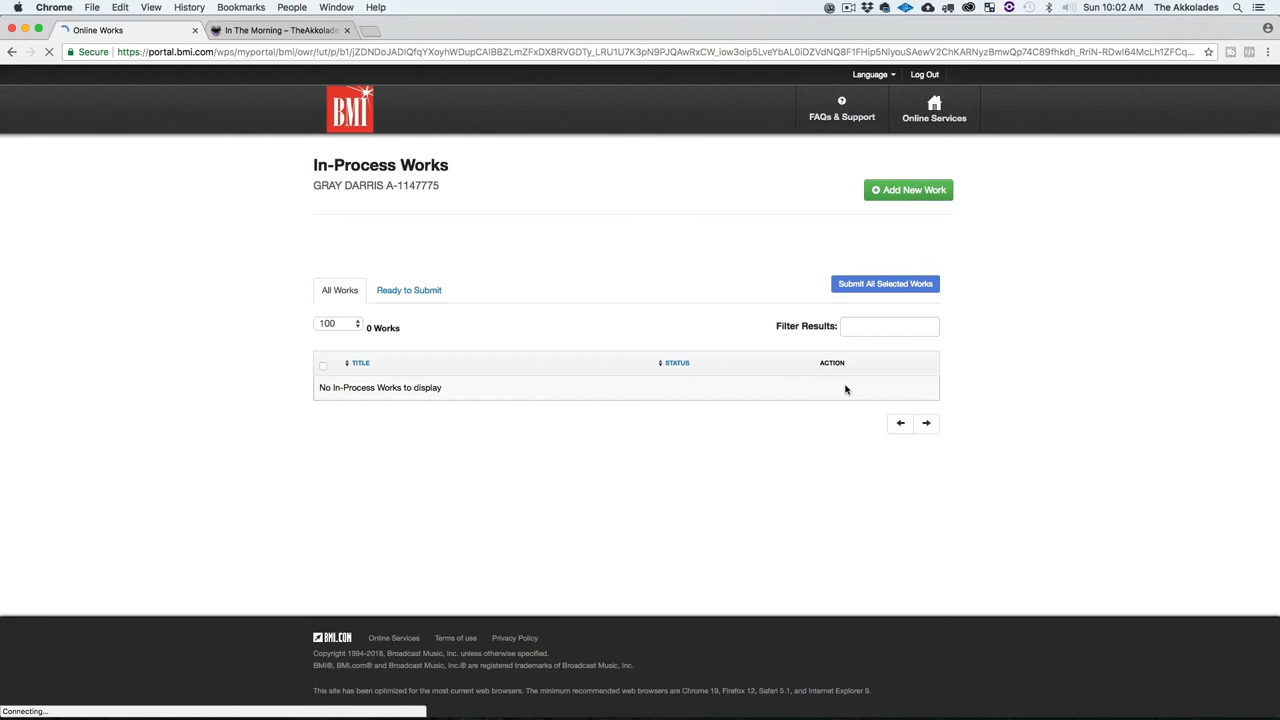 Chrome File Edit View History Bookmarks People Window Help Sun 10:02 AM The Akkolades
Online Works In The Morning – TheAkkolade
Secure
In-Process Works
GRAY DARRIS A-1147775
Language Log Out
BMI
FAQs & Support Online Services
Add New Work
All Works Ready to Submit Submit All Selected Works
100 0 Works Filter Results:
TITLE STATUS ACTION
No In-Process Works to display
BMI.COM Online Services Terms of use Privacy Policy
Copyright 1994-2018, Broadcast Music, Inc. unless otherwise specified.
BMI®, BMI.com® and Broadcast Music, Inc.® are registered trademarks of Broadcast Music, Inc.
This site has been optimized for the most current web browsers. The minimum recommended web browsers are Chrome 19, Firefox 12, Safari 5.1, and Internet Explorer 9.
Connecting...